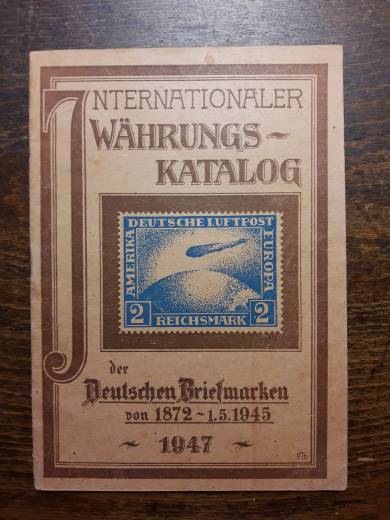 INTERNATIONALER
WÄHRUNGS~
KATALOG
DEUTSCHE LUFTPOST
AMERIKA
EUROPA
2 REICHSMARK 2
der
Deutschen Briefmarken
von 1872~1.5.1945
~ 1947 ~